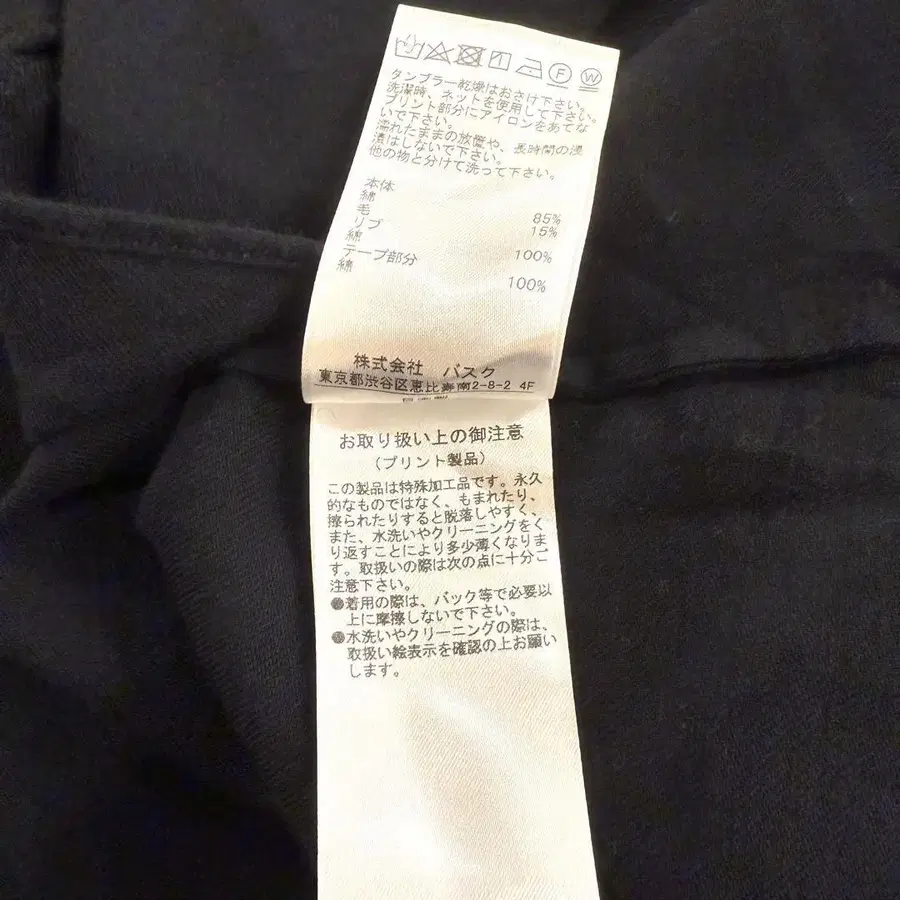 F W
タンブラー乾燥はおさけ下さい。
洗濯時、ネットを使用して下さい。
プリント部分にアイロンをあてな
いで下さい。
濡れたままの放置や、長時間の浸
漬はしないで下さい。
他の物と分けて洗って下さい。
本体
綿 85%
毛 15%
リブ
綿 100%
テープ部分
綿 100%
株式会社 バスク
東京都渋谷区恵比寿南2-8-2 4F
お取り扱い上の御注意
(プリント製品)
この製品は特殊加工品です。永久
的なものではなく、もまれたり、
擦られたりすると脱落しやすく、
また、水洗いやクリーニングをく
り返すことにより多少薄くなりま
す。取扱いの際は次の点に十分ご
注意下さい。
●着用の際は、バック等で必要以
上に摩擦しないで下さい。
●水洗いやクリーニングの際は、
取扱い絵表示を確認の上お願い
します。